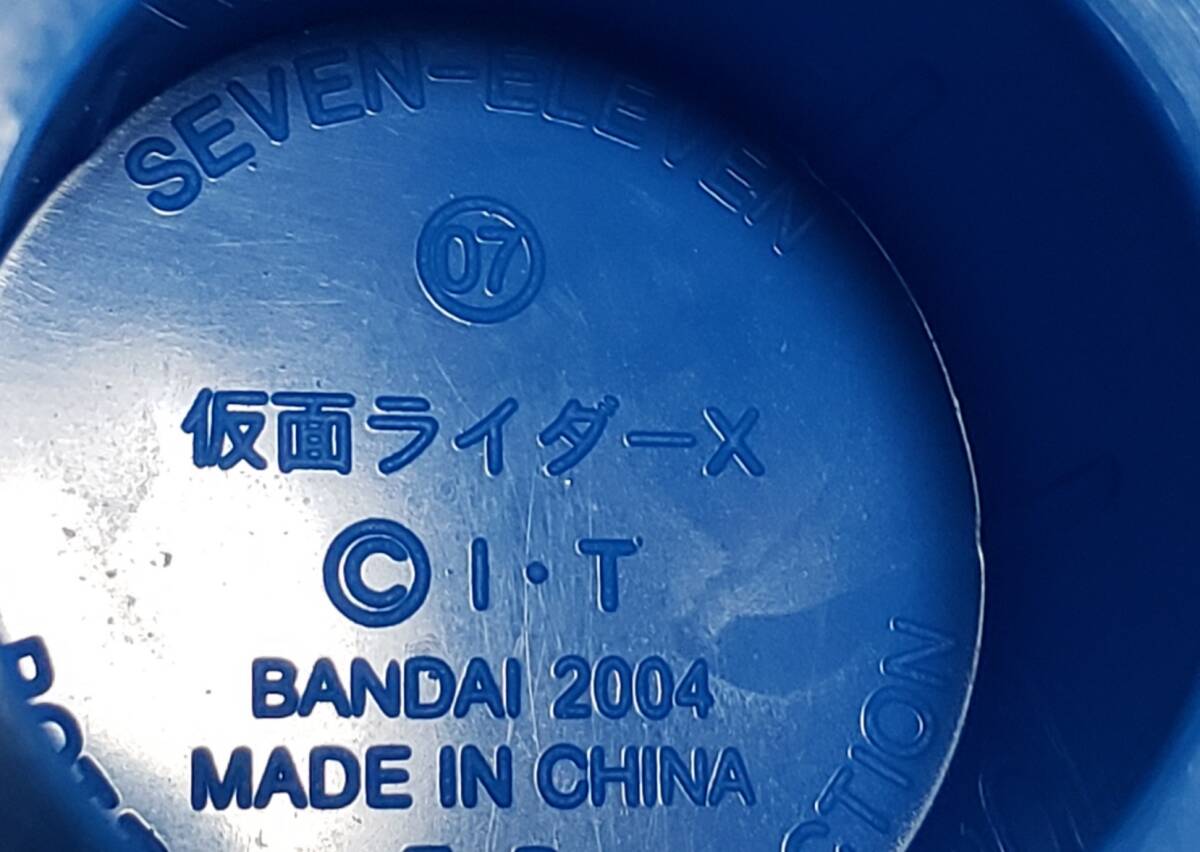 SEVEN-ELEVEN
07
仮面ライダーX
© I・T
BANDAI 2004
MADE IN CHINA